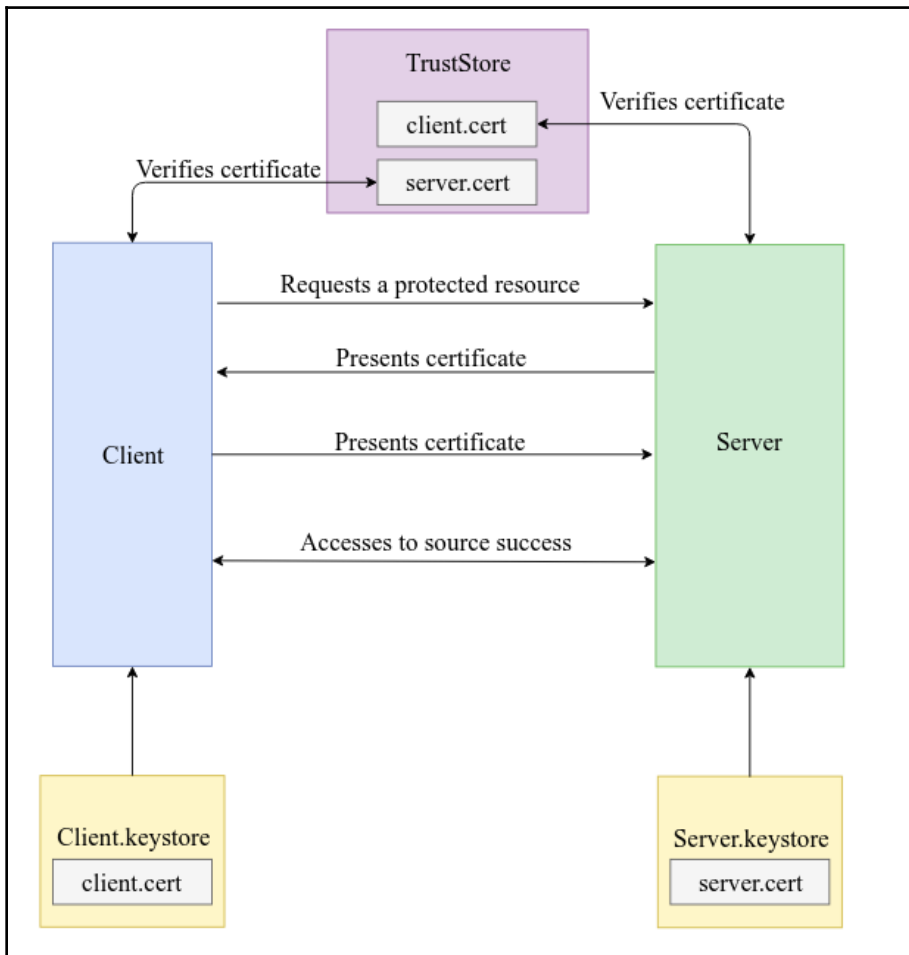 TrustStore
Verifies certificate
client.cert
Verifies certificate
server.cert
Requests a protected resource
Presents certificate
Client
Presents certificate
Server
Accesses to source success
Client.keystore
client.cert
Server.keystore
server.cert